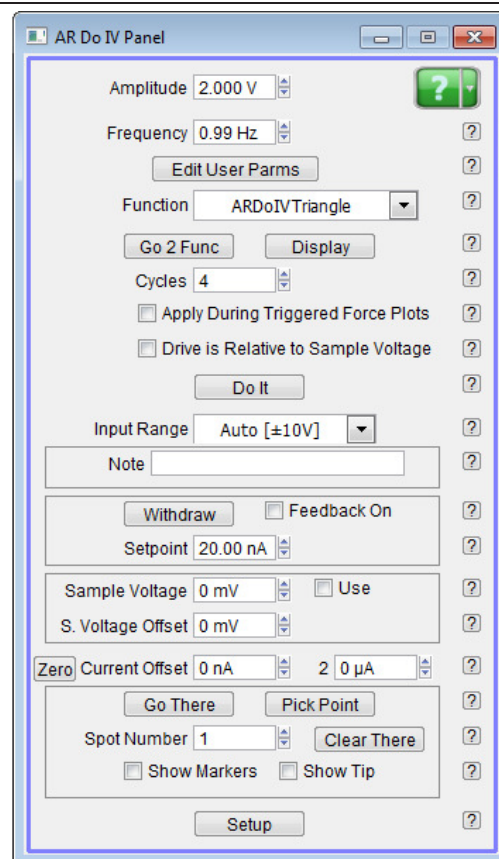 AR Do IV Panel
Amplitude 2.000 V ?
Frequency 0.99 Hz ?
Edit User Parms ?
Function ARDoIVTriangle ?
Go 2 Func Display ?
Cycles 4 ?
Apply During Triggered Force Plots ?
Drive is Relative to Sample Voltage ?
Do It ?
Input Range Auto [±10V] ?
Note ?
Withdraw Feedback On ?
Setpoint 20.00 nA ?
Sample Voltage 0 mV Use ?
S. Voltage Offset 0 mV ?
Zero Current Offset 0 nA 2 0 µA ?
Go There Pick Point ?
Spot Number 1 Clear There ?
Show Markers Show Tip ?
Setup ?